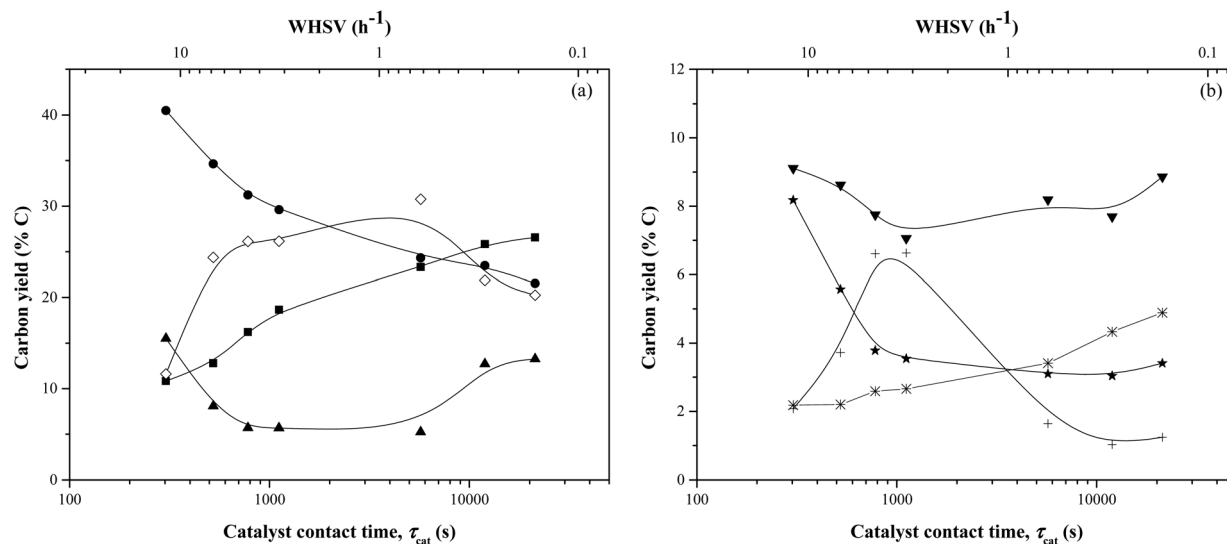 WHSV (h⁻¹)
10 1 0.1
(a)
40
30
20
10
0
Carbon yield (% C)
100 1000 10000
Catalyst contact time, τcat (s)
WHSV (h⁻¹)
10 1 0.1
(b)
12
10
8
6
4
2
0
Carbon yield (% C)
100 1000 10000
Catalyst contact time, τcat (s)